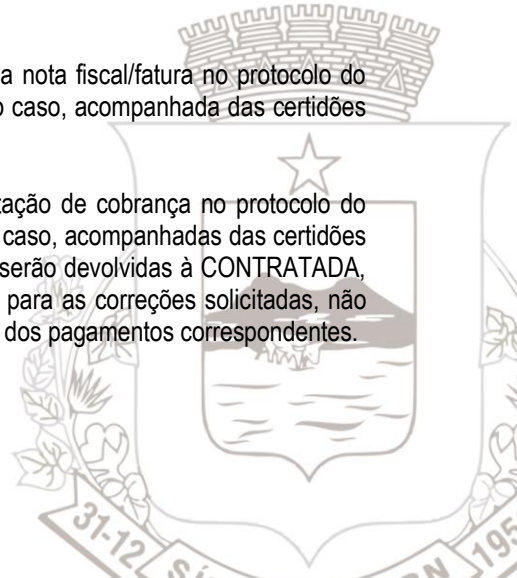 a nota fiscal/fatura no protocolo do
o caso, acompanhada das certidões
tação de cobrança no protocolo do
caso, acompanhadas das certidões
serão devolvidas à CONTRATADA,
para as correções solicitadas, não
dos pagamentos correspondentes.
31-12